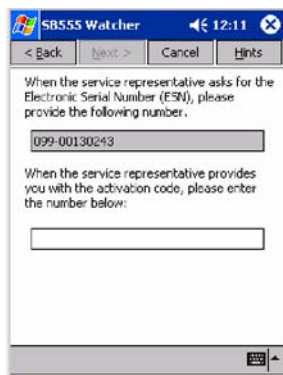 SB555 Watcher 12:11
< Back Next > Cancel Hints
When the service representative asks for the
Electronic Serial Number (ESN), please
provide the following number.
099-00130243
When the service representative provides
you with the activation code, please enter
the number below: